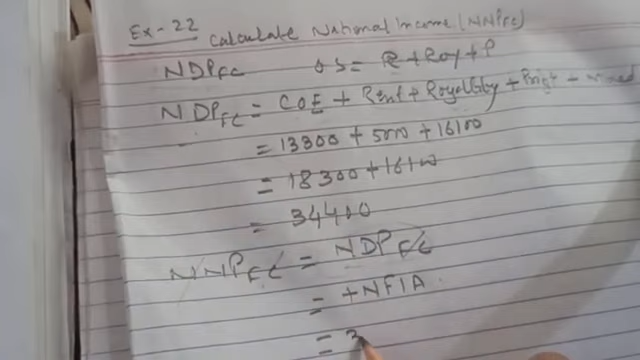 Ex-22 Calculate National income (NNPFC)
NDPFC OS = R+Roy+P
NDPFC = COE + Rent + Royality + Profit + Mixed
= 13300 + 5000 + 16100
= 18300 + 16100
= 34400
NNPFC = NDPFC
= +NFIA
= 3